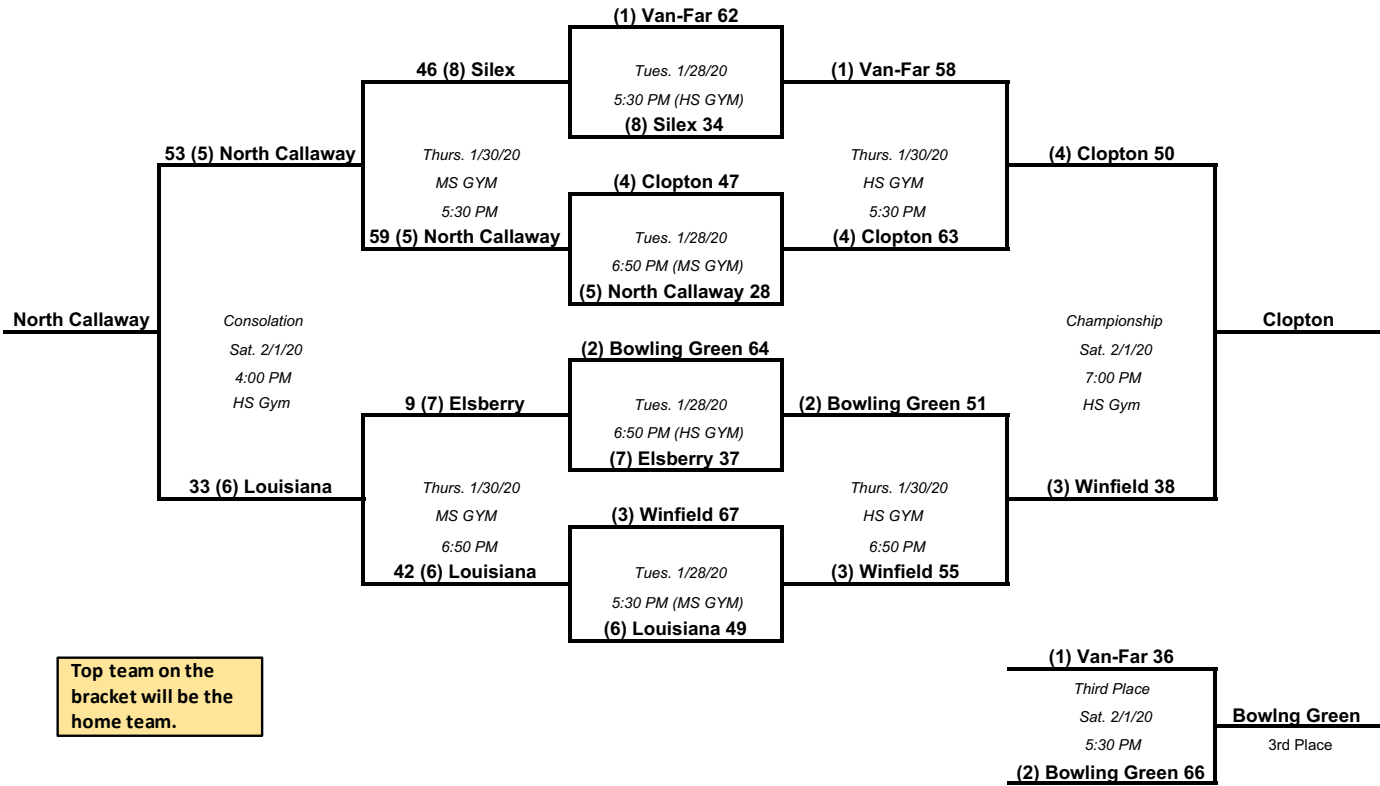 (1) Van-Far 62
46 (8) Silex
Tues. 1/28/20
(1) Van-Far 58
5:30 PM (HS GYM)
(8) Silex 34
53 (5) North Callaway
Thurs. 1/30/20
Thurs. 1/30/20
(4) Clopton 50
MS GYM
(4) Clopton 47
HS GYM
5:30 PM
5:30 PM
59 (5) North Callaway
Tues. 1/28/20
(4) Clopton 63
6:50 PM (MS GYM)
(5) North Callaway 28
North Callaway
Consolation
Championship
Clopton
Sat. 2/1/20
(2) Bowling Green 64
Sat. 2/1/20
4:00 PM
7:00 PM
HS Gym
9 (7) Elsberry
Tues. 1/28/20
(2) Bowling Green 51
HS Gym
6:50 PM (HS GYM)
(7) Elsberry 37
33 (6) Louisiana
Thurs. 1/30/20
Thurs. 1/30/20
(3) Winfield 38
MS GYM
(3) Winfield 67
HS GYM
6:50 PM
6:50 PM
42 (6) Louisiana
Tues. 1/28/20
(3) Winfield 55
5:30 PM (MS GYM)
(6) Louisiana 49
Top team on the
bracket will be the
home team.
(1) Van-Far 36
Third Place
Sat. 2/1/20
Bowlng Green
5:30 PM
3rd Place
(2) Bowling Green 66